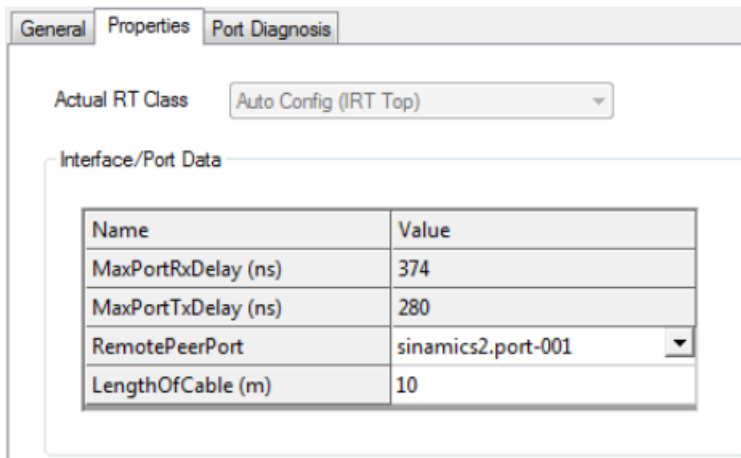 General Properties Port Diagnosis
Actual RT Class Auto Config (IRT Top)
Interface/Port Data
Name Value
MaxPortRxDelay (ns) 374
MaxPortTxDelay (ns) 280
RemotePeerPort sinamics2.port-001
LengthOfCable (m) 10